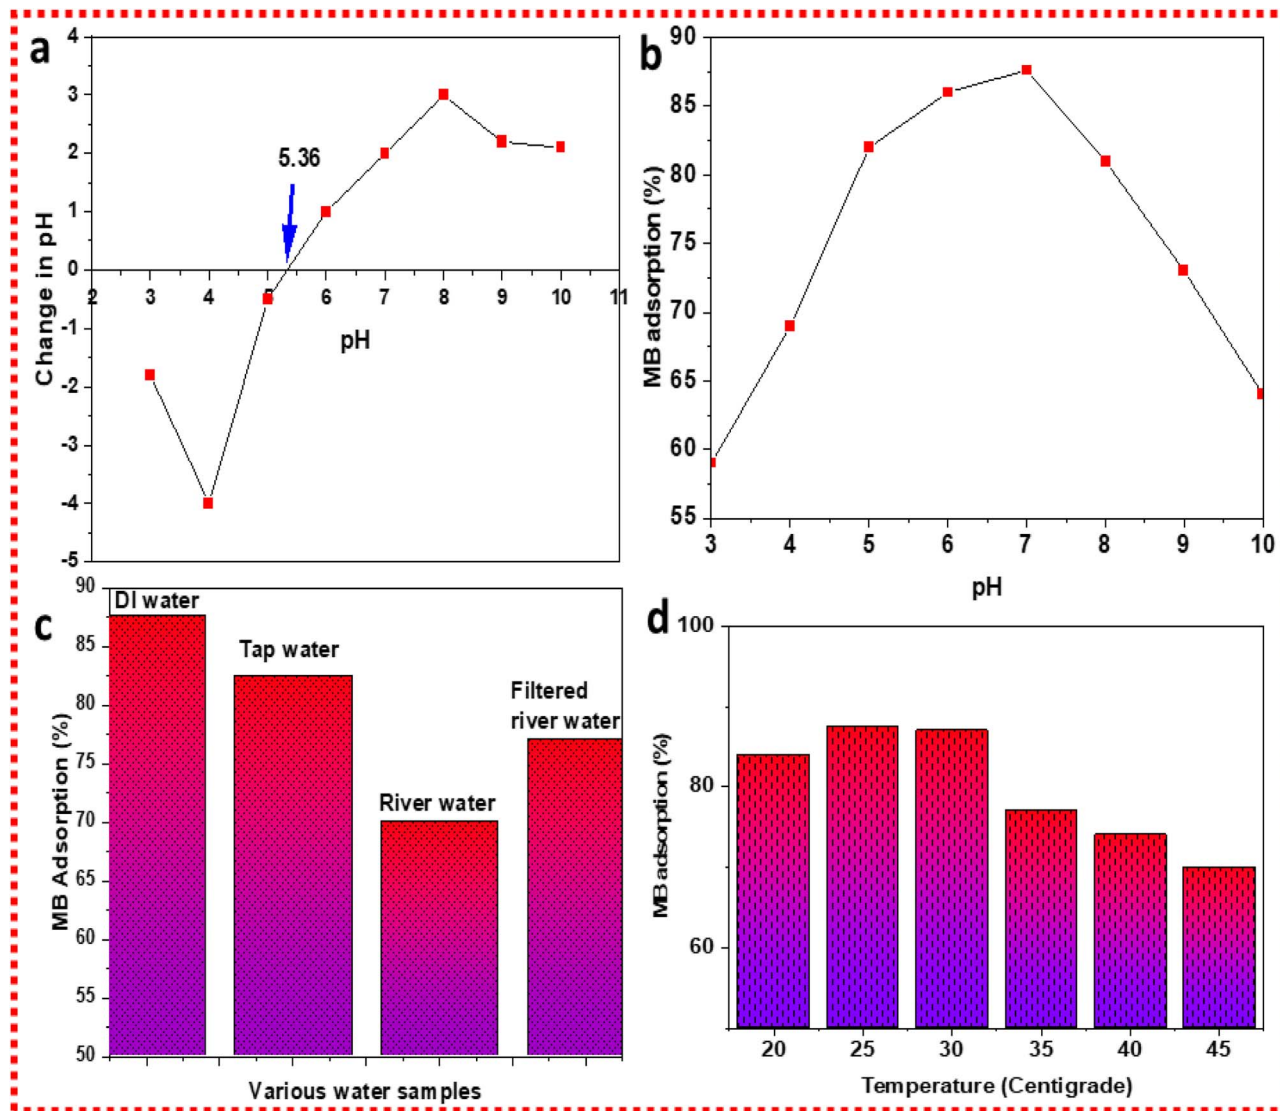 a
4
3
2
1
0
-1
-2
-3
-4
-5
Change in pH
5.36
2 3 4 5 6 7 8 9 10 11
pH
b
90
85
80
75
70
65
60
55
MB adsorption (%)
3 4 5 6 7 8 9 10
pH
c
90
85
80
75
70
65
60
55
50
MB Adsorption (%)
DI water
Tap water
River water
Filtered
river water
Various water samples
d
100
80
60
MB adsorption (%)
20 25 30 35 40 45
Temperature (Centigrade)